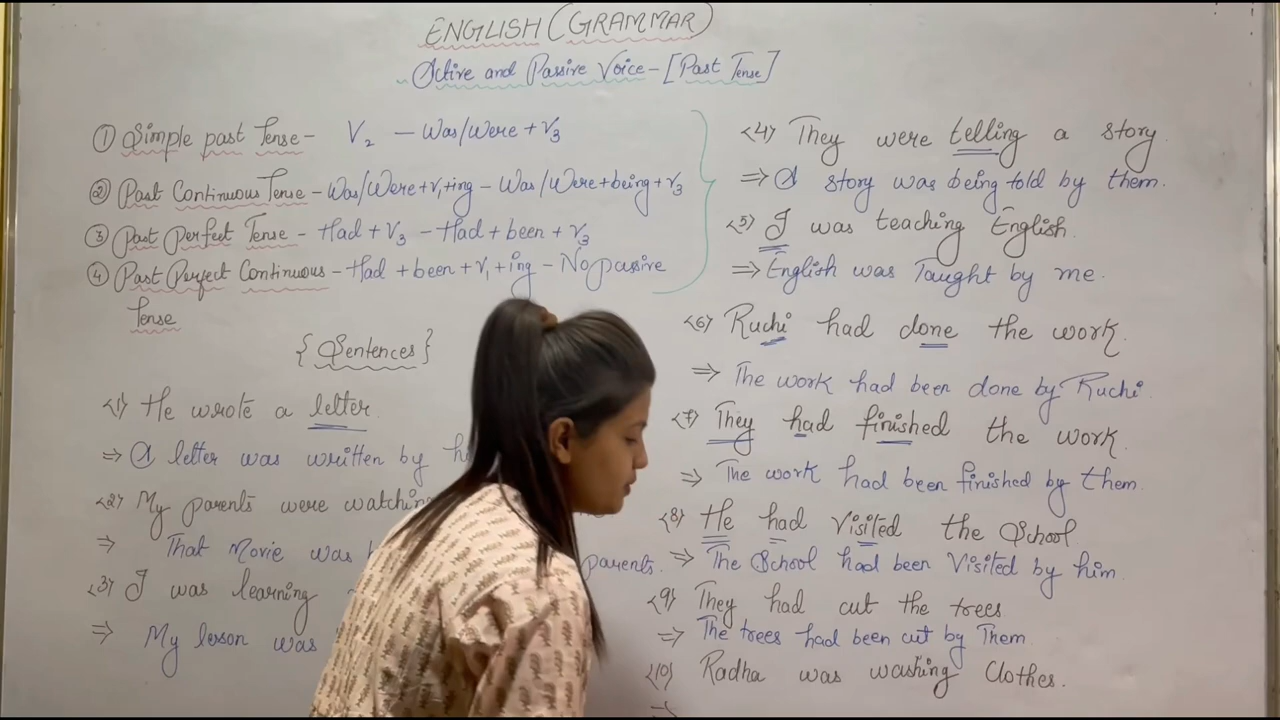 ENGLISH (GRAMMAR)
Active and Passive Voice - [Past Tense]
① Simple past Tense - V2 - Was/Were + V3
② Past Continuous Tense - Was/Were + V1 + ing - Was/Were + being + V3
③ Past Perfect Tense - Had + V3 - Had + been + V3
④ Past Perfect Continuous - Had + been + V1 + ing - No passive
Tense
{ Sentences }
<1> He wrote a letter.
⇒ A letter was written by
<2> My parents were
⇒ That Movie was parents.
<3> I was learning
⇒ My lesson was
<4> They were telling a story.
⇒ A story was being told by them.
<5> I was teaching English.
⇒ English was Taught by me.
<6> Ruchi had done the work.
⇒ The work had been done by Ruchi.
<7> They had finished the work.
⇒ The work had been finished by them.
<8> He had visited the School.
⇒ The School had been Visited by him.
<9> They had cut the trees
⇒ The trees had been cut by Them.
<10> Radha was washing Clothes.
⇒